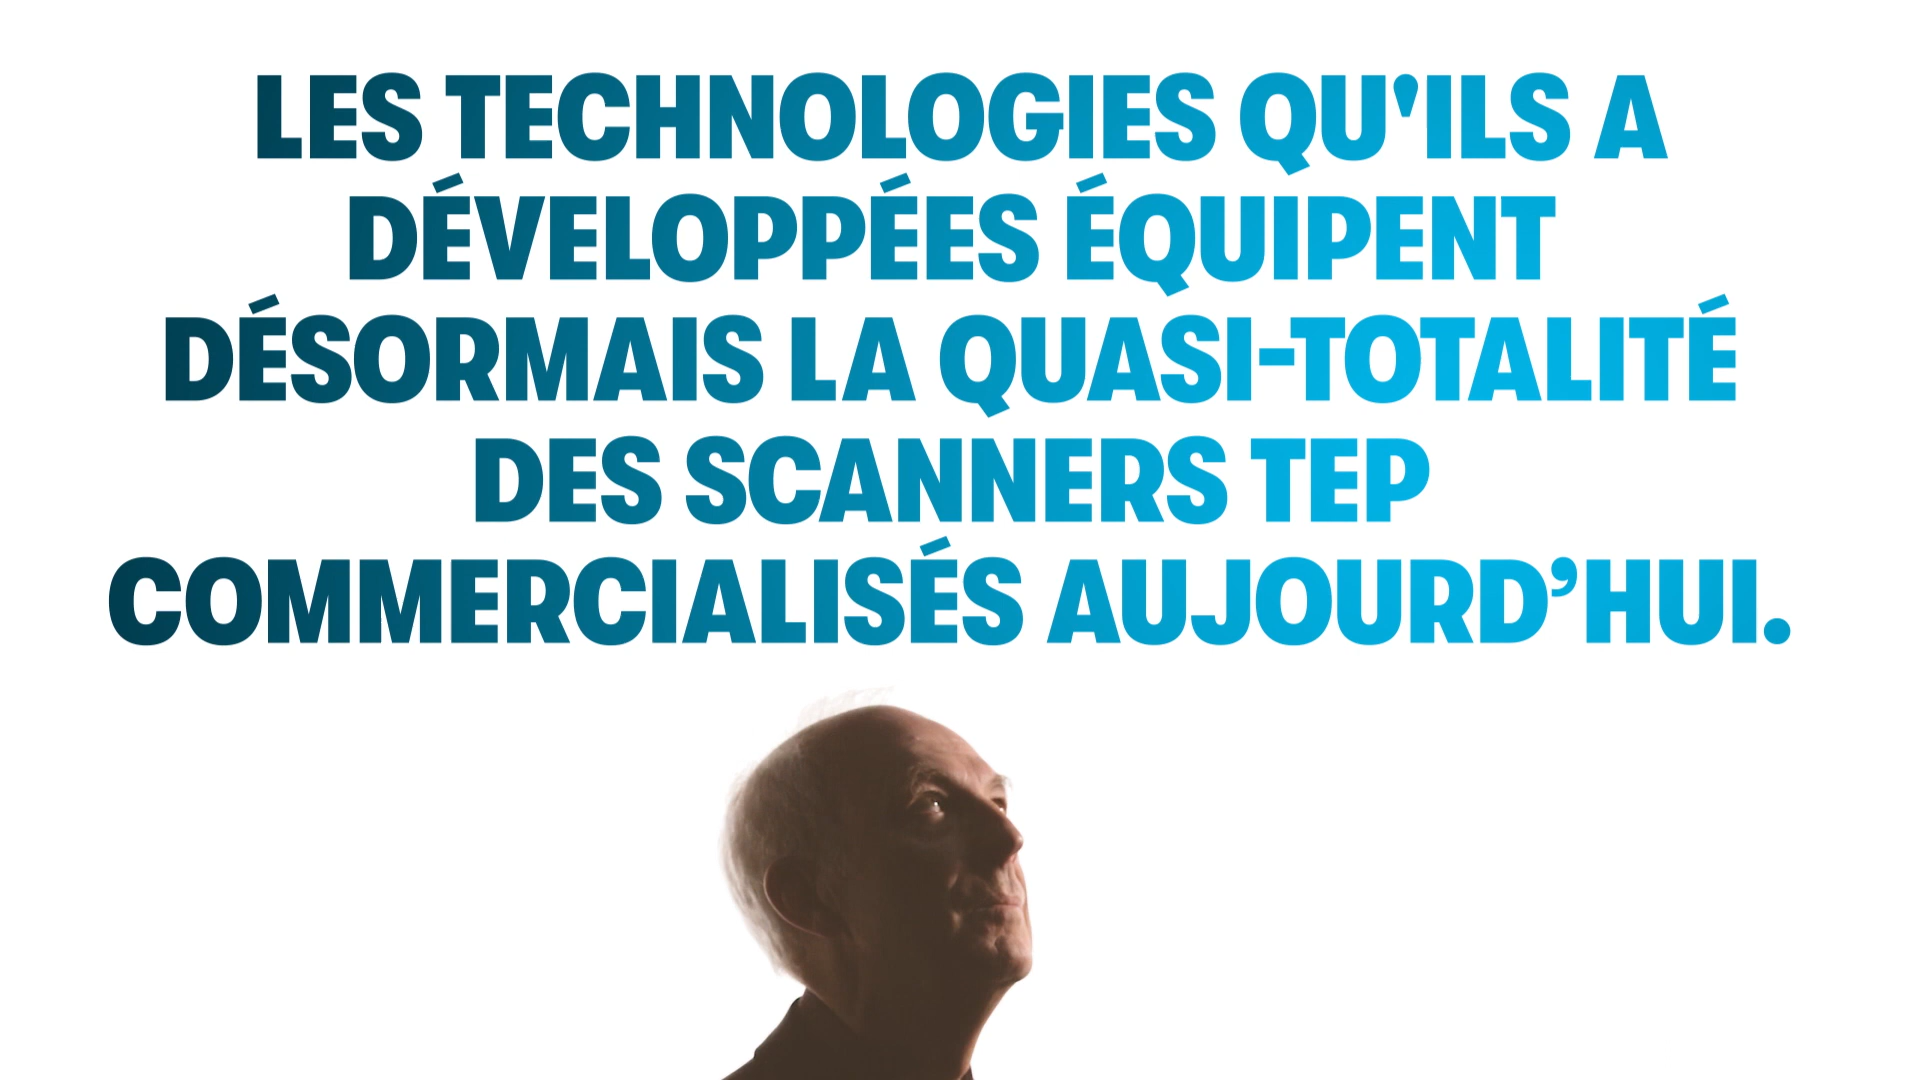 LES TECHNOLOGIES QU'ILS A
DÉVELOPPÉES ÉQUIPENT
DÉSORMAIS LA QUASI-TOTALITÉ
DES SCANNERS TEP
COMMERCIALISÉS AUJOURD’HUI.